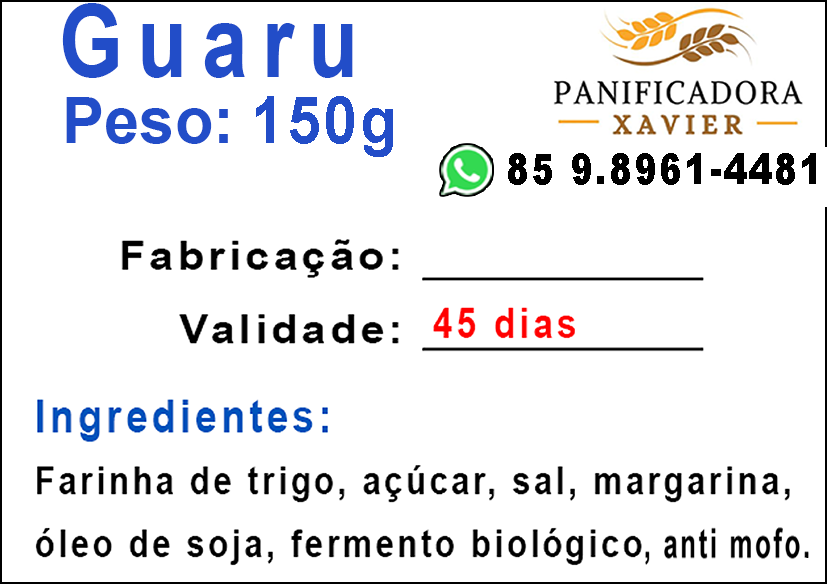 Guaru
Peso: 150g
PANIFICADORA
XAVIER
85 9.8961-4481
Fabricação:
Validade: 45 dias
Ingredientes:
Farinha de trigo, açúcar, sal, margarina,
óleo de soja, fermento biológico, anti mofo.